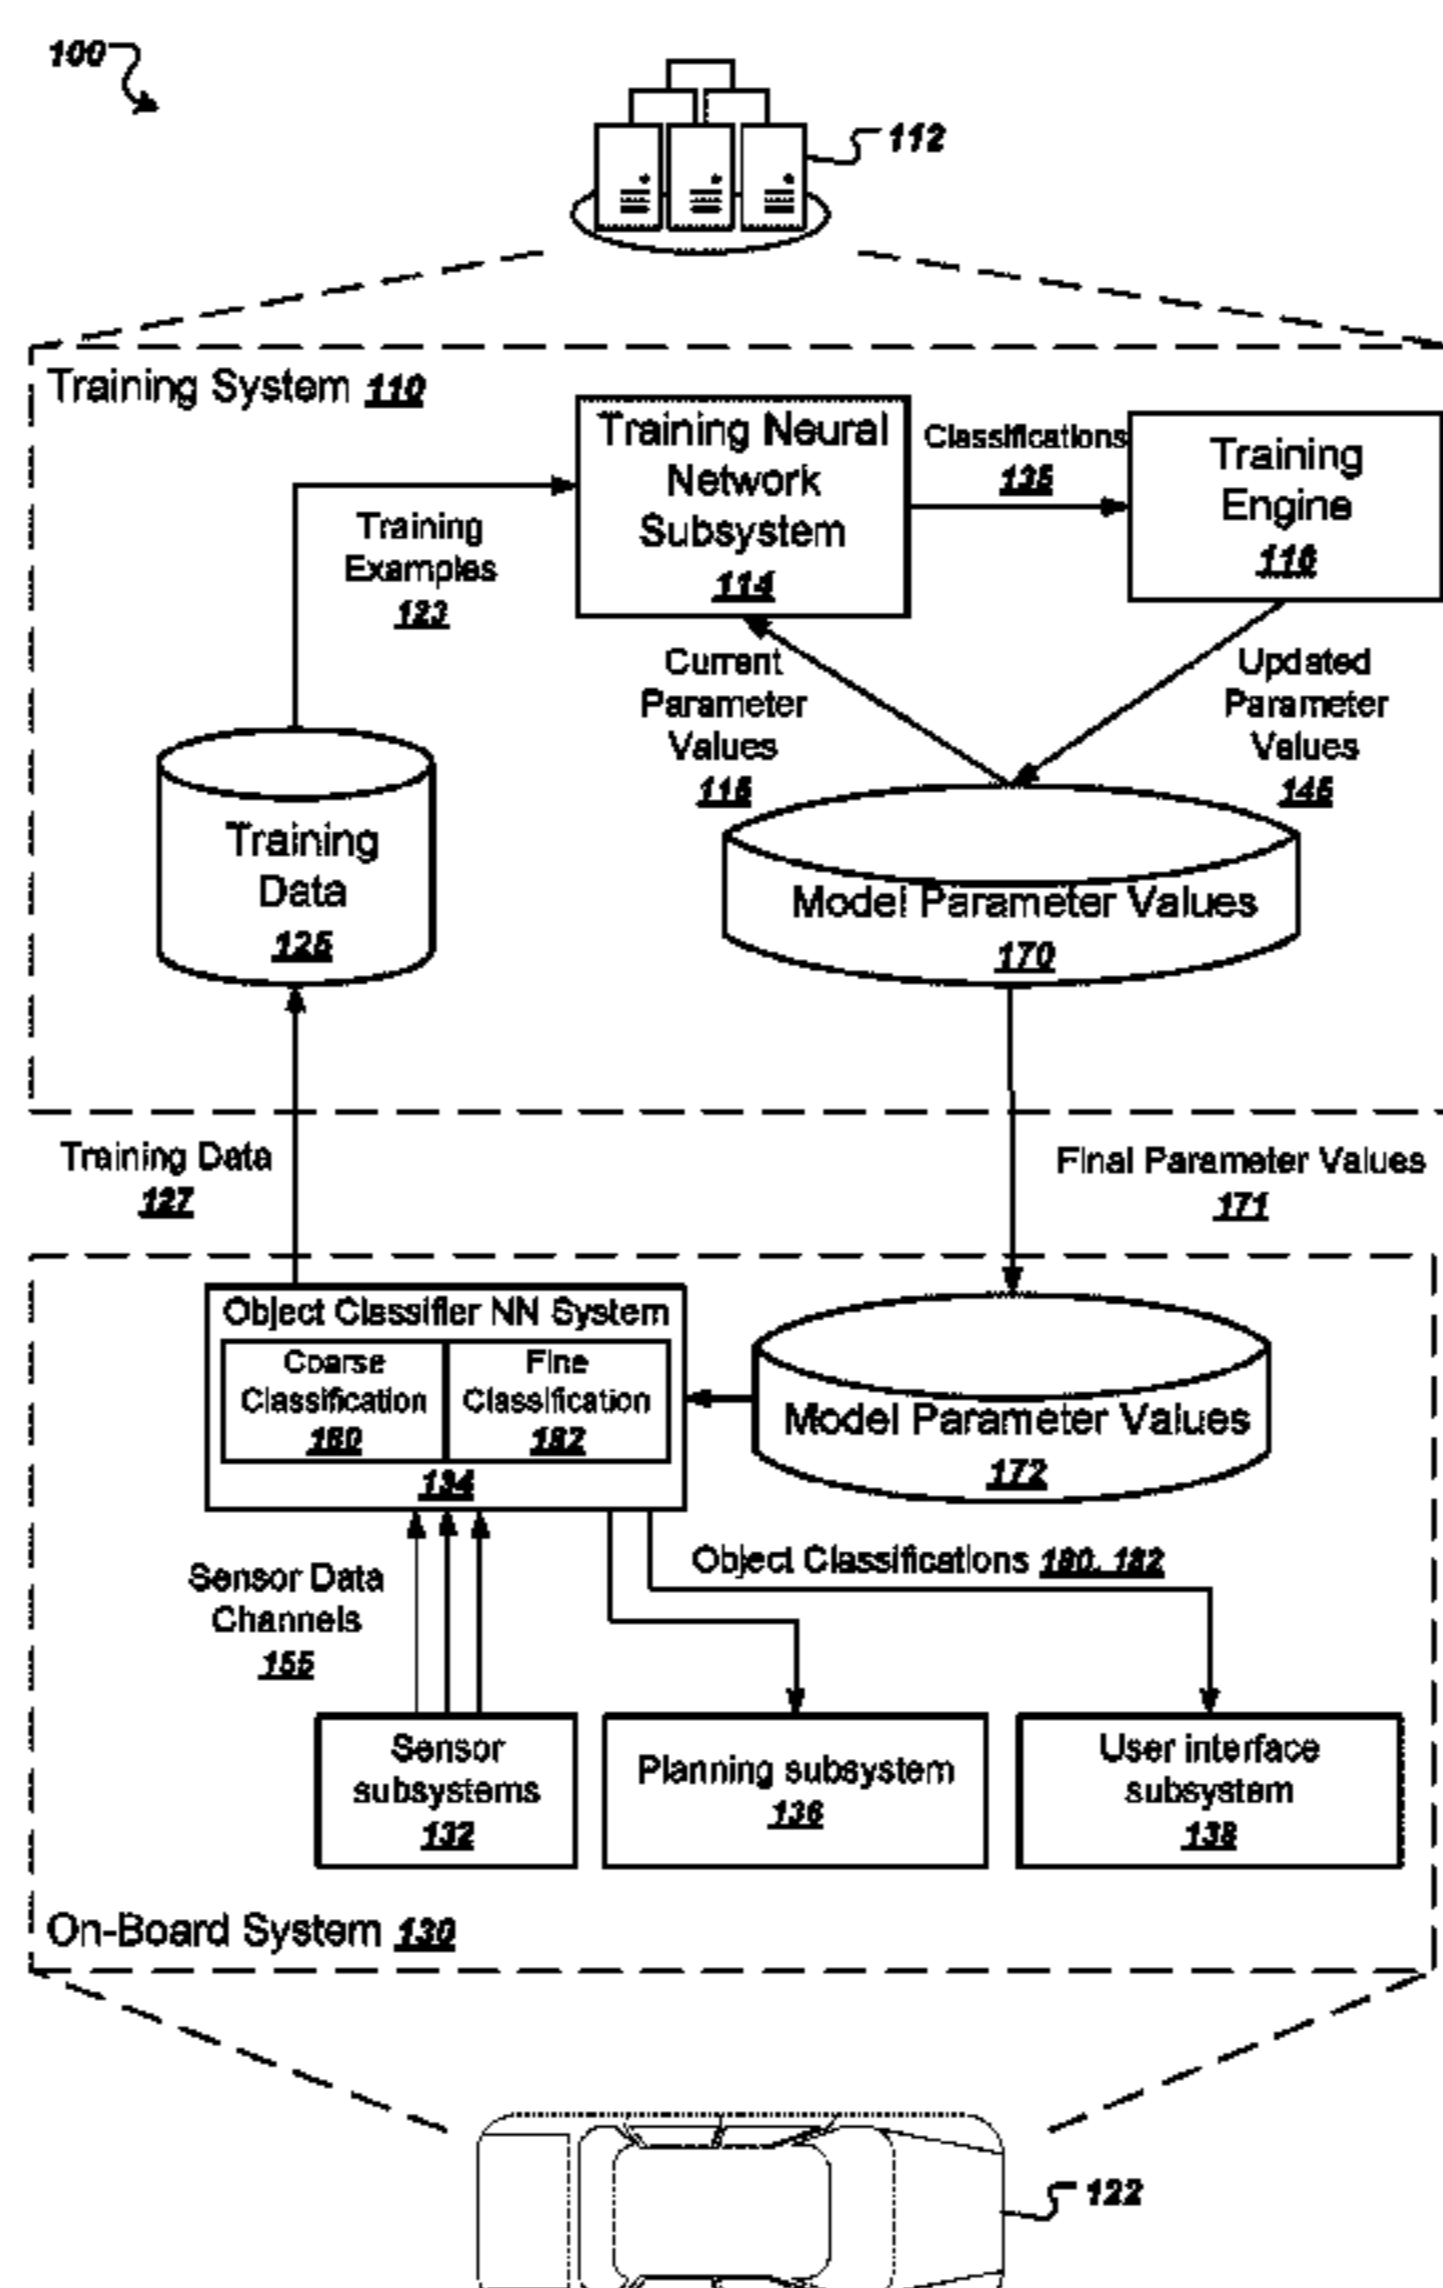 100
112
Training System 110
Training Neural
Network
Subsystem
114
Classifications
135
Training
Engine
116
Training
Examples
123
Current
Parameter
Values
115
Updated
Parameter
Values
145
Training
Data
125
Model Parameter Values
170
Training Data
127
Final Parameter Values
171
Object Classifier NN System
Coarse
Classification
180
Fine
Classification
182
134
Model Parameter Values
172
Object Classifications 180, 182
Sensor Data
Channels
155
Sensor
subsystems
132
Planning subsystem
136
User interface
subsystem
138
On-Board System 130
122